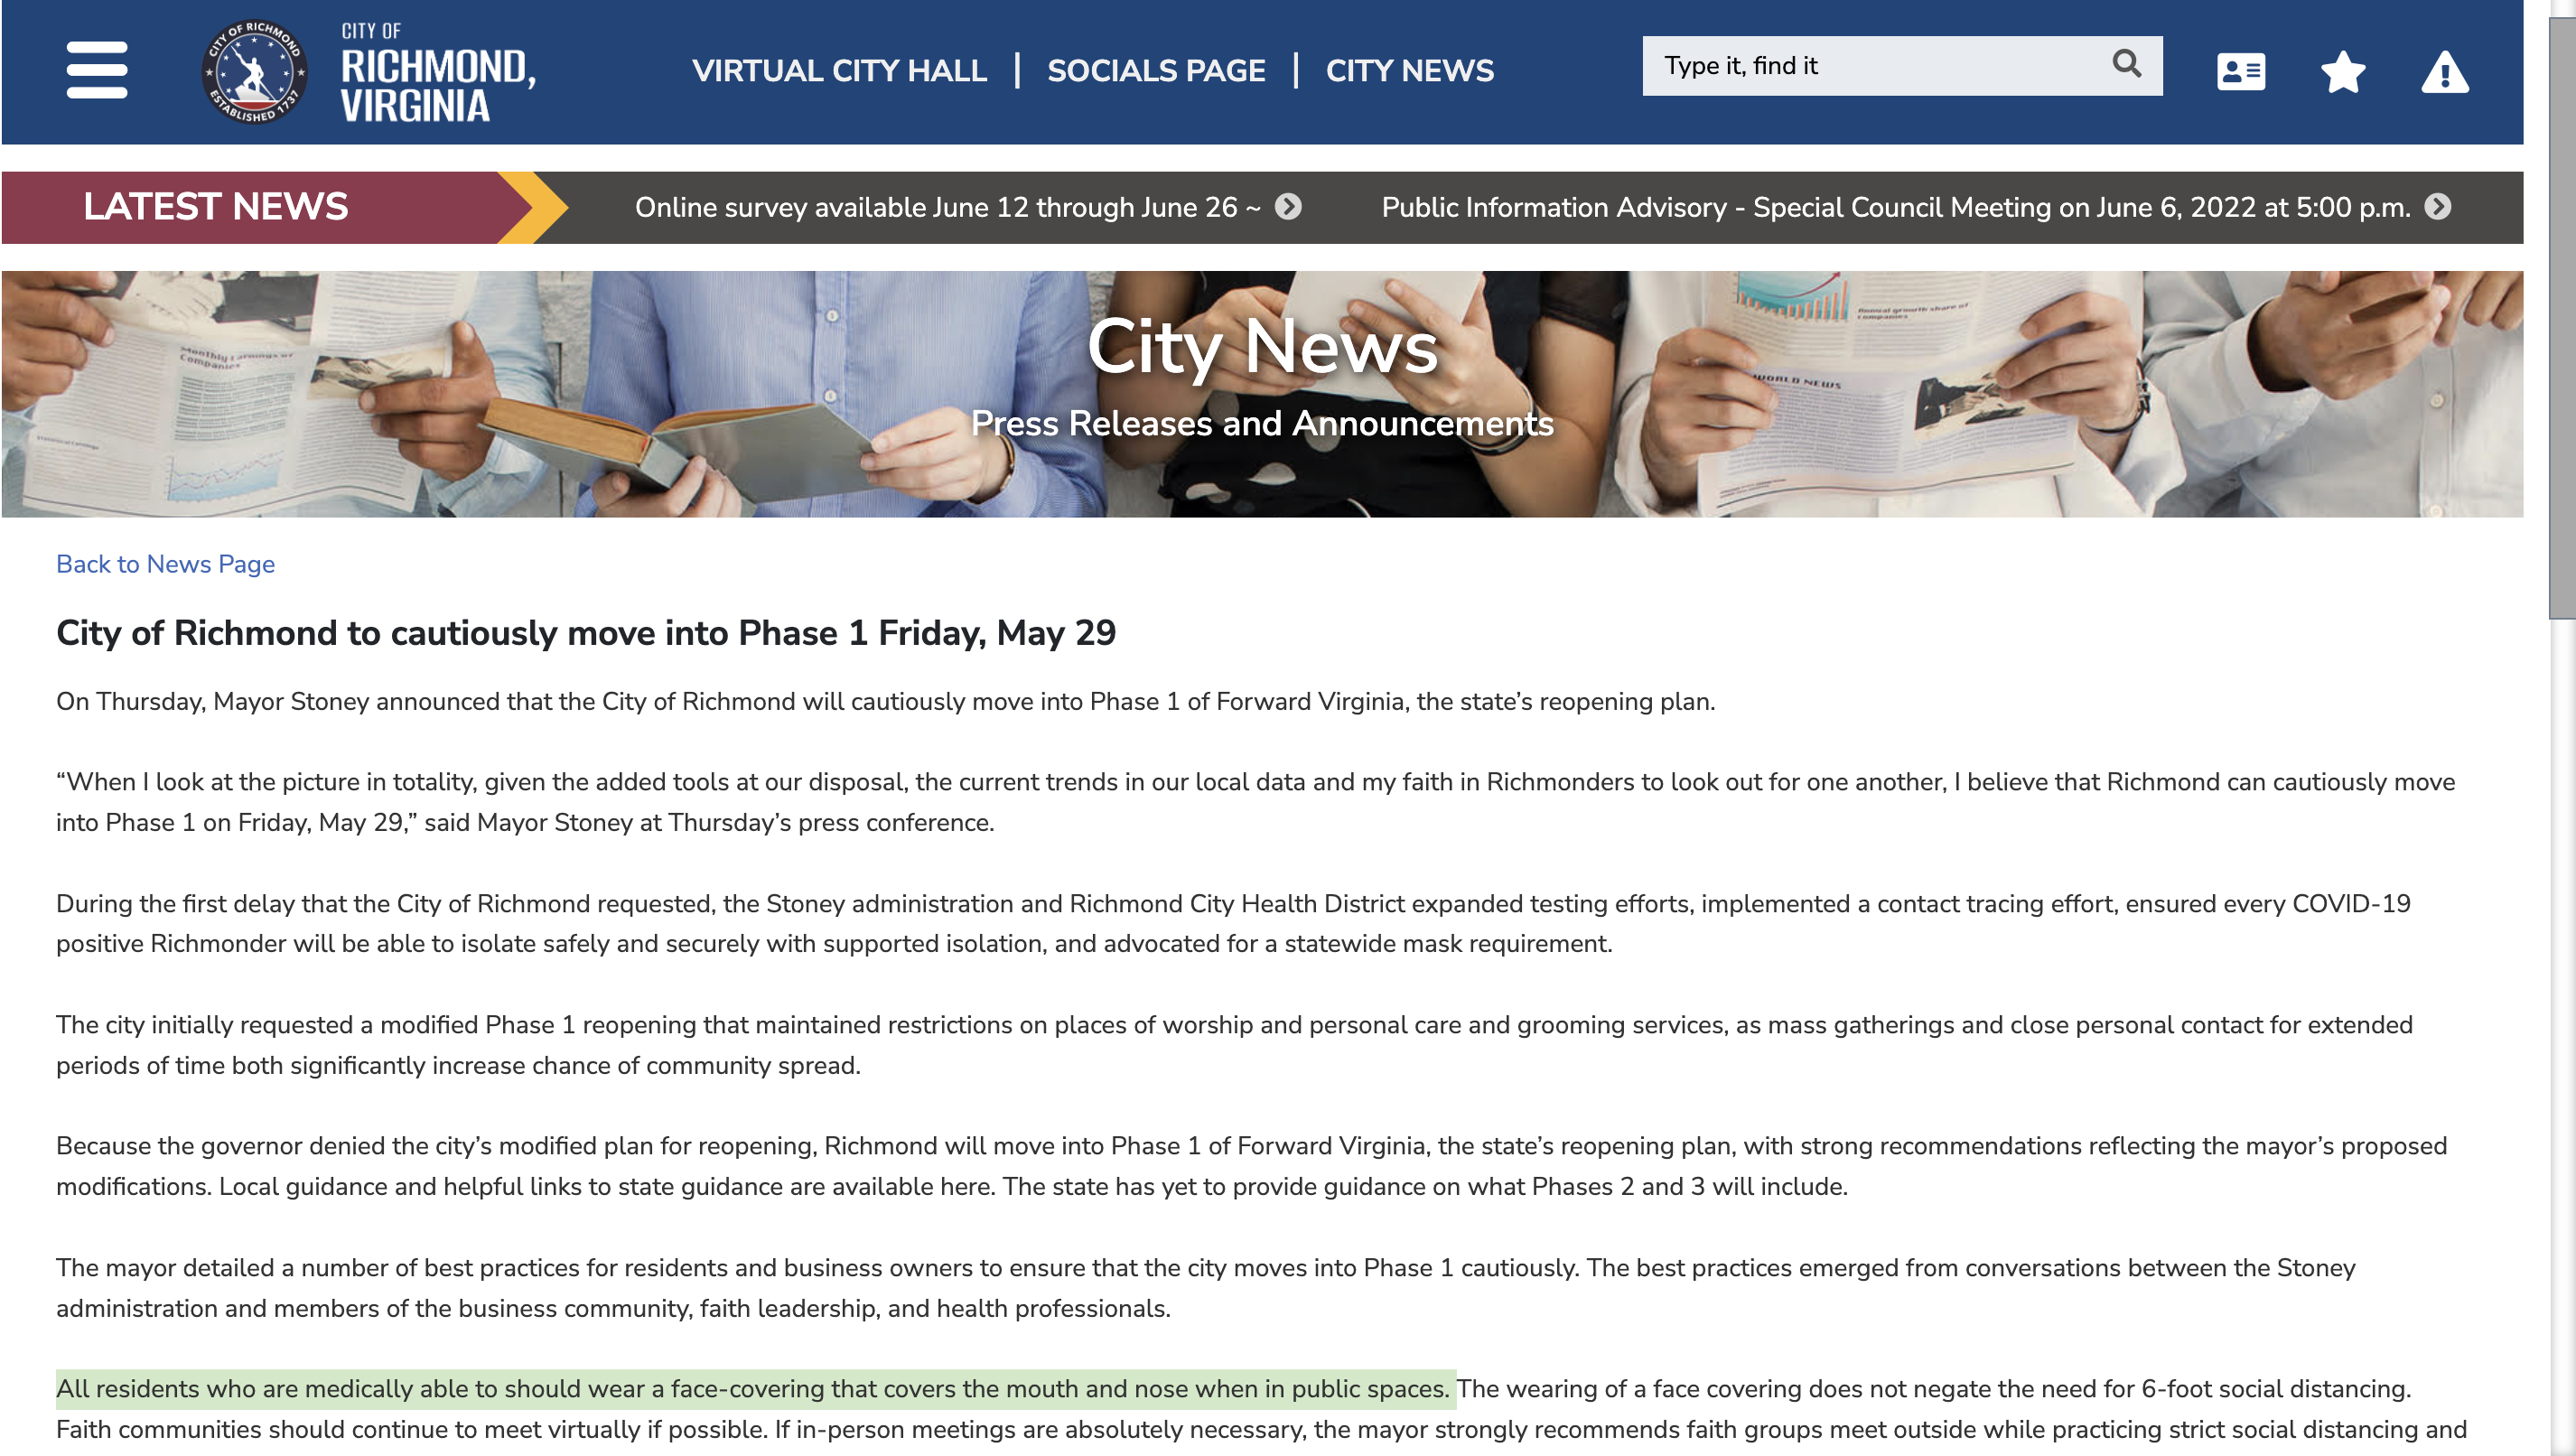 CITY OF RICHMOND
ESTABLISHED 1737
CITY OF
RICHMOND,
VIRGINIA
VIRTUAL CITY HALL | SOCIALS PAGE | CITY NEWS
Type it, find it
LATEST NEWS
Online survey available June 12 through June 26 ~
Public Information Advisory - Special Council Meeting on June 6, 2022 at 5:00 p.m.
Monthly Earnings of
Companies
Annual growth share of
companies
WORLD NEWS
City News
Press Releases and Announcements
Back to News Page
City of Richmond to cautiously move into Phase 1 Friday, May 29
On Thursday, Mayor Stoney announced that the City of Richmond will cautiously move into Phase 1 of Forward Virginia, the state’s reopening plan.
“When I look at the picture in totality, given the added tools at our disposal, the current trends in our local data and my faith in Richmonders to look out for one another, I believe that Richmond can cautiously move
into Phase 1 on Friday, May 29,” said Mayor Stoney at Thursday’s press conference.
During the first delay that the City of Richmond requested, the Stoney administration and Richmond City Health District expanded testing efforts, implemented a contact tracing effort, ensured every COVID-19
positive Richmonder will be able to isolate safely and securely with supported isolation, and advocated for a statewide mask requirement.
The city initially requested a modified Phase 1 reopening that maintained restrictions on places of worship and personal care and grooming services, as mass gatherings and close personal contact for extended
periods of time both significantly increase chance of community spread.
Because the governor denied the city’s modified plan for reopening, Richmond will move into Phase 1 of Forward Virginia, the state’s reopening plan, with strong recommendations reflecting the mayor’s proposed
modifications. Local guidance and helpful links to state guidance are available here. The state has yet to provide guidance on what Phases 2 and 3 will include.
The mayor detailed a number of best practices for residents and business owners to ensure that the city moves into Phase 1 cautiously. The best practices emerged from conversations between the Stoney
administration and members of the business community, faith leadership, and health professionals.
All residents who are medically able to should wear a face-covering that covers the mouth and nose when in public spaces. The wearing of a face covering does not negate the need for 6-foot social distancing.
Faith communities should continue to meet virtually if possible. If in-person meetings are absolutely necessary, the mayor strongly recommends faith groups meet outside while practicing strict social distancing and